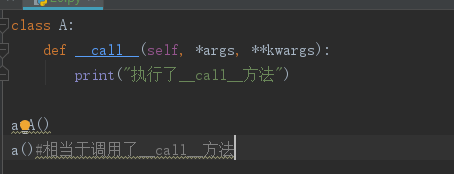 class A:
def __call__(self, *args, **kwargs):
print("执行了__call__方法")
a A()
a()#相当于调用了__call__方法